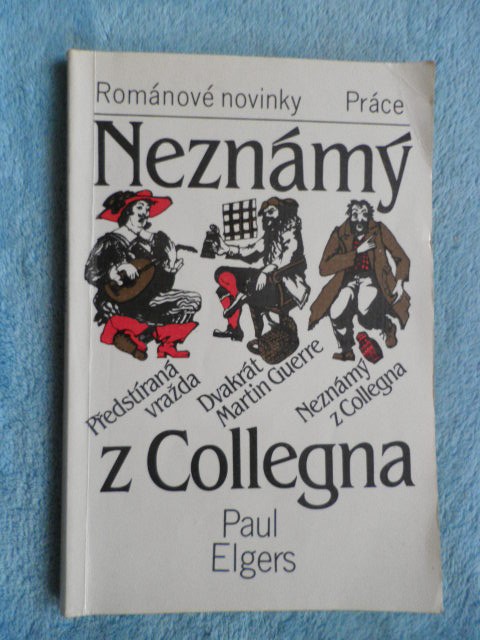 Románové novinky Práce
Neznámý
Předstíraná
vražda
Dvakrát
Martin Guerre
Neznámý
z Collegna
z Collegna
Paul
Elgers